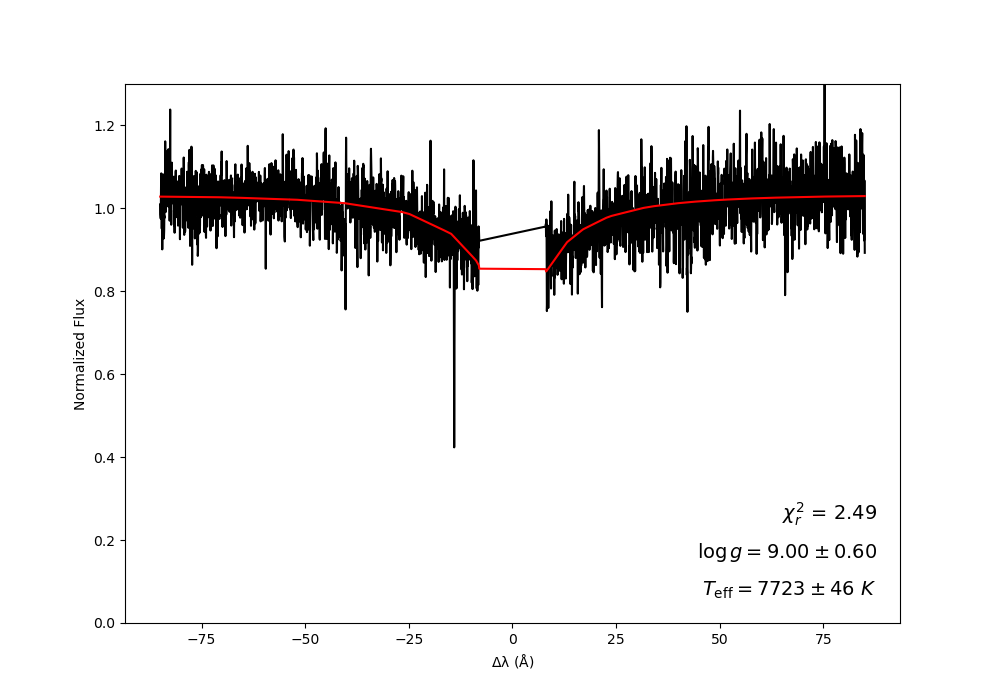 1.2
1.0
0.8
0.6
0.4
0.2
0.0
Normalized Flux
χ²ᵣ = 2.49
log g = 9.00 ± 0.60
T_eff = 7723 ± 46 K
−75 −50 −25 0 25 50 75
Δλ (Å)